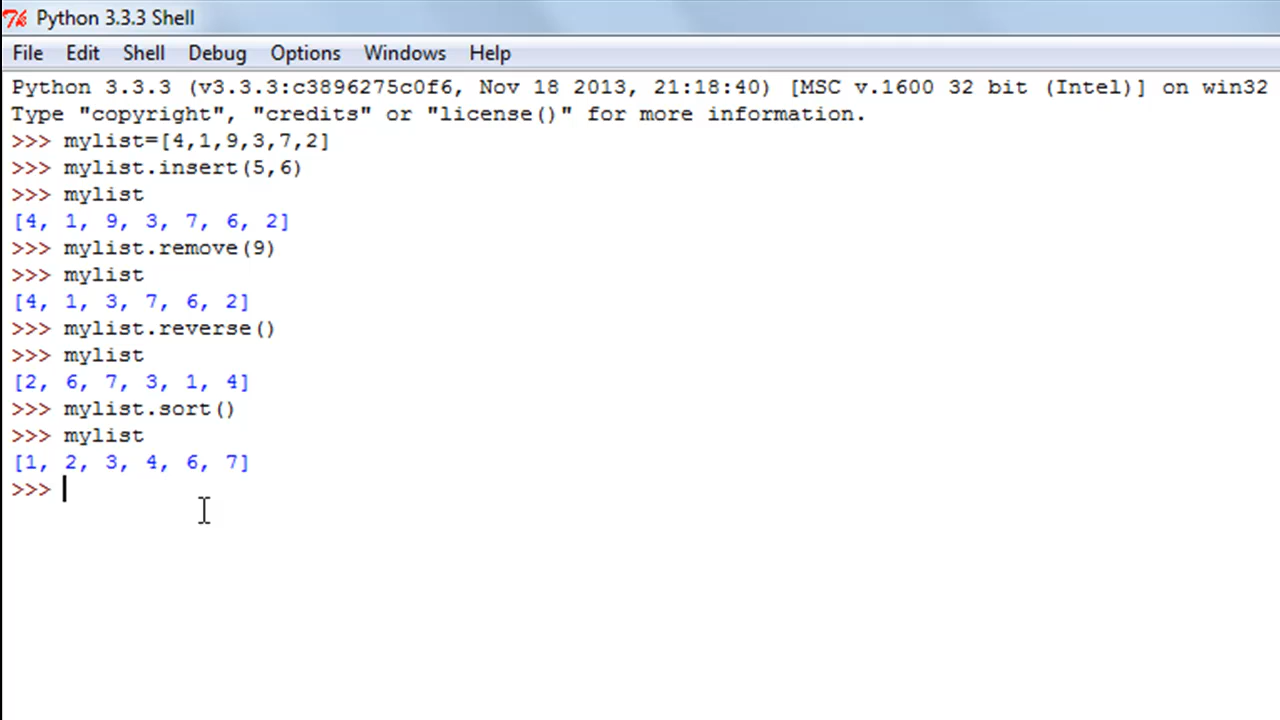 Python 3.3.3 Shell
File Edit Shell Debug Options Windows Help
Python 3.3.3 (v3.3.3:c3896275c0f6, Nov 18 2013, 21:18:40) [MSC v.1600 32 bit (Intel)] on win32
Type "copyright", "credits" or "license()" for more information.
>>> mylist=[4,1,9,3,7,2]
>>> mylist.insert(5,6)
>>> mylist
[4, 1, 9, 3, 7, 6, 2]
>>> mylist.remove(9)
>>> mylist
[4, 1, 3, 7, 6, 2]
>>> mylist.reverse()
>>> mylist
[2, 6, 7, 3, 1, 4]
>>> mylist.sort()
>>> mylist
[1, 2, 3, 4, 6, 7]
>>>